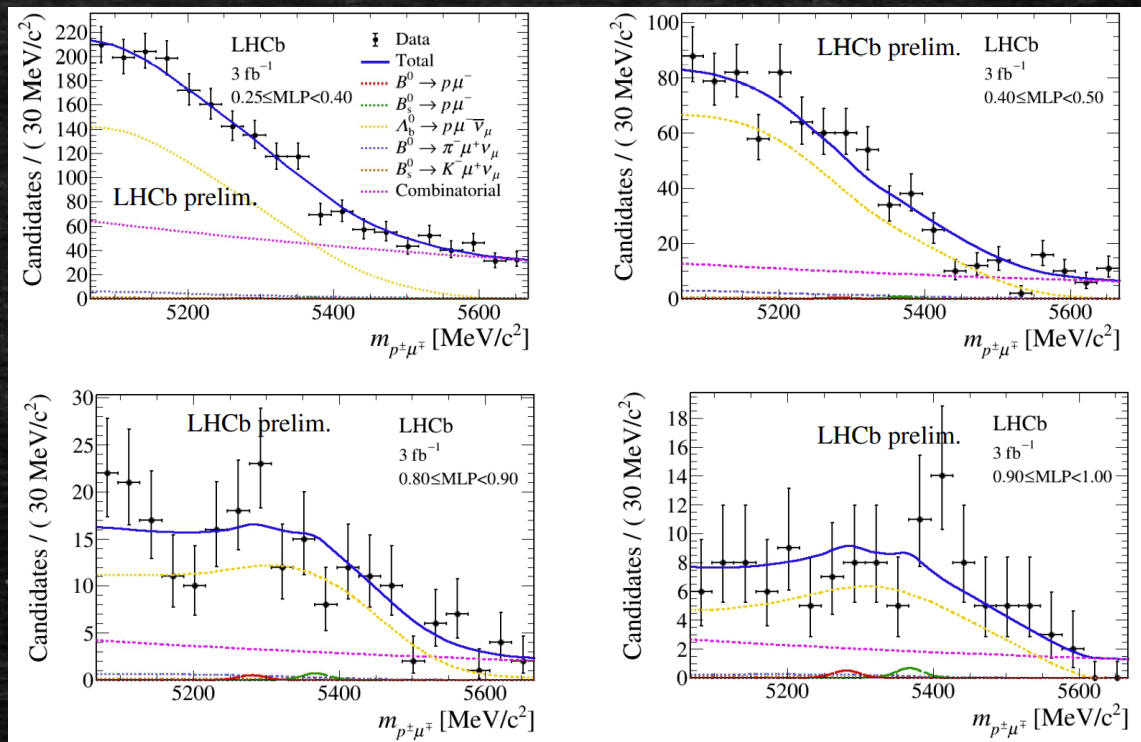 Candidates / ( 30 MeV/c²)
220
200
180
160
140
120
100
80
60
40
20
0
LHCb
3 fb⁻¹
0.25≤MLP<0.40
Data
Total
B⁰ → pμ⁻
B⁰ₛ → pμ⁻
Λ⁰_b → pμ⁻ν̄_μ
B⁰ → π⁻μ⁺ν_μ
B⁰ₛ → K⁻μ⁺ν_μ
Combinatorial
LHCb prelim.
5200 5400 5600
m_{p±μ∓} [MeV/c²]
Candidates / ( 30 MeV/c²)
100
80
60
40
20
0
LHCb prelim.
LHCb
3 fb⁻¹
0.40≤MLP<0.50
5200 5400 5600
m_{p±μ∓} [MeV/c²]
Candidates / ( 30 MeV/c²)
30
25
20
15
10
5
0
LHCb prelim.
LHCb
3 fb⁻¹
0.80≤MLP<0.90
5200 5400 5600
m_{p±μ∓} [MeV/c²]
Candidates / ( 30 MeV/c²)
18
16
14
12
10
8
6
4
2
0
LHCb prelim.
LHCb
3 fb⁻¹
0.90≤MLP<1.00
5200 5400 5600
m_{p±μ∓} [MeV/c²]